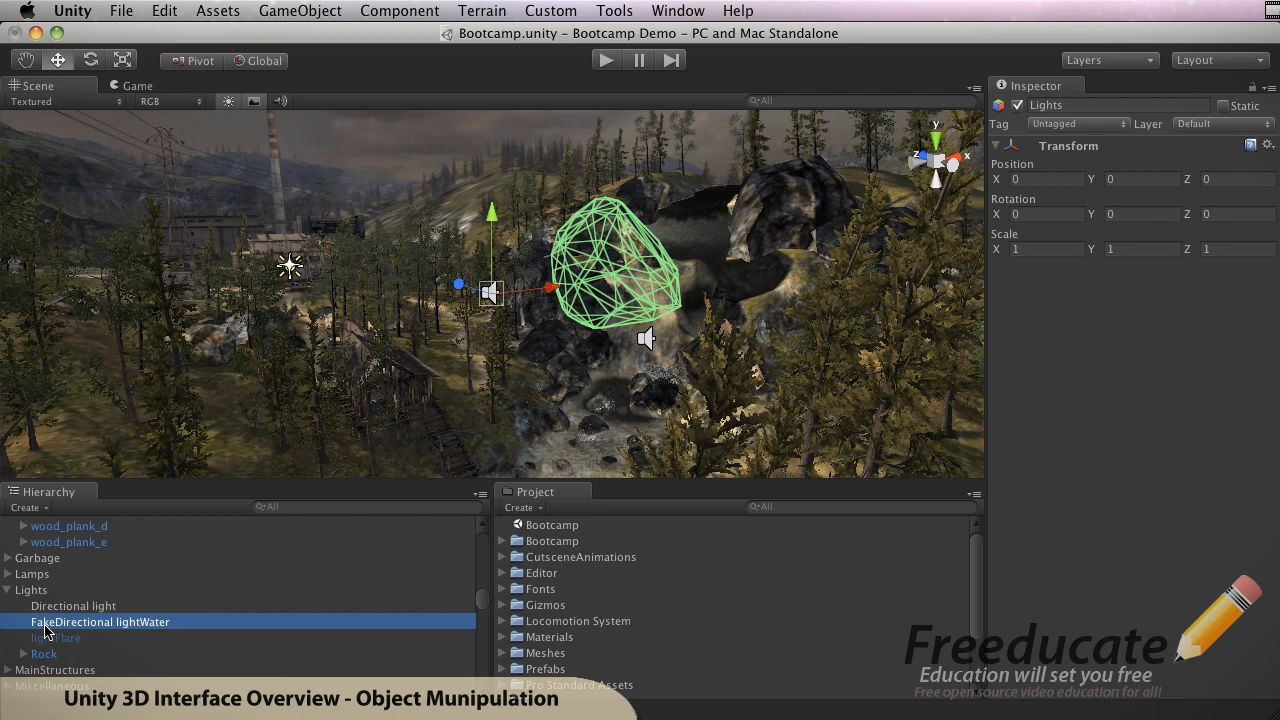 Unity File Edit Assets GameObject Component Terrain Custom Tools Window Help
Bootcamp.unity - Bootcamp Demo - PC and Mac Standalone
Pivot Global Layers Layout
Scene Game
Textured RGB All
Inspector
Lights Static
Tag Untagged Layer Default
Transform
Position
X 0 Y 0 Z 0
Rotation
X 0 Y 0 Z 0
Scale
X 1 Y 1 Z 1
y
z x
Hierarchy
Create All
wood_plank_d
wood_plank_e
Garbage
Lamps
Lights
Directional light
FakeDirectional lightWater
lightFlare
Rock
MainStructures
Miscellaneous
Project
Create All
Bootcamp
Bootcamp
CutsceneAnimations
Editor
Fonts
Gizmos
Locomotion System
Materials
Meshes
Prefabs
Pro Standard Assets
Freeducate
Education will set you free
Free open source video education for all!
Unity 3D Interface Overview - Object Munipulation